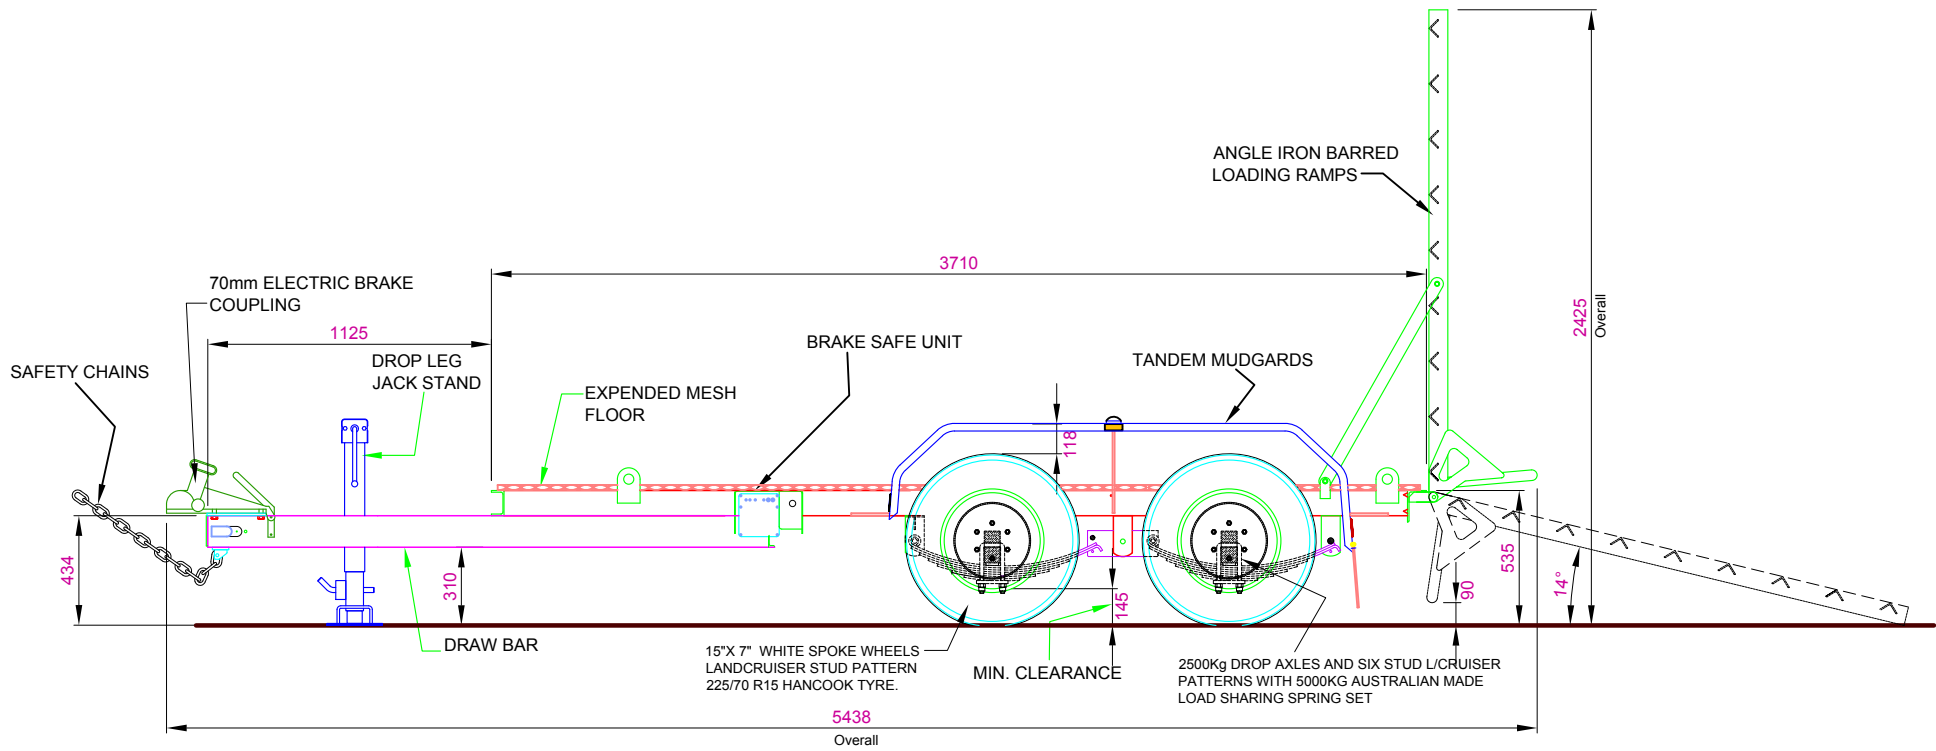 ANGLE IRON BARRED
LOADING RAMPS
2425
Overall
3710
70mm ELECTRIC BRAKE
COUPLING
1125
BRAKE SAFE UNIT
TANDEM MUDGARDS
SAFETY CHAINS
DROP LEG
JACK STAND
EXPENDED MESH
FLOOR
118
434
310
145
535
90
14°
DRAW BAR
15"X 7" WHITE SPOKE WHEELS
LANDCRUISER STUD PATTERN
225/70 R15 HANCOOK TYRE.
MIN. CLEARANCE
2500Kg DROP AXLES AND SIX STUD L/CRUISER
PATTERNS WITH 5000KG AUSTRALIAN MADE
LOAD SHARING SPRING SET
5438
Overall